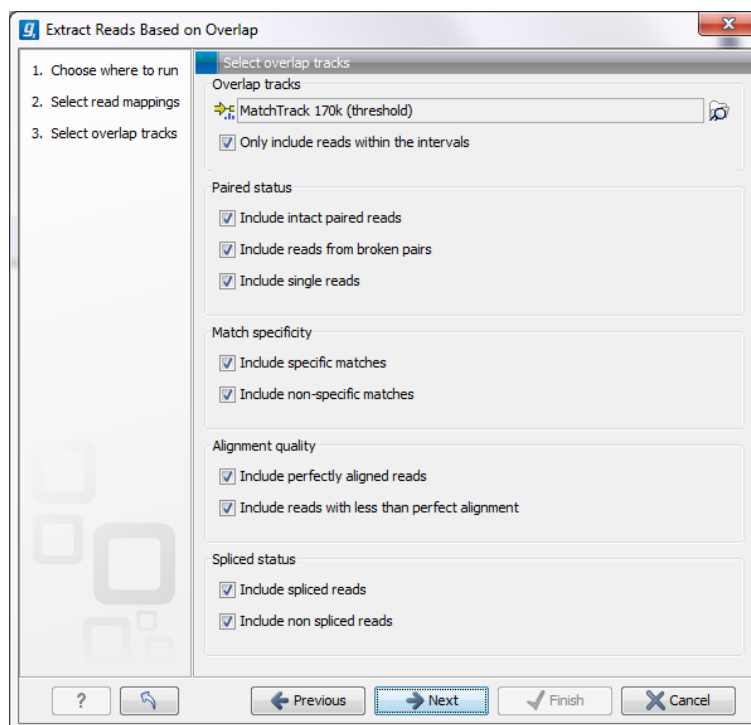 Extract Reads Based on Overlap
1. Choose where to run
2. Select read mappings
3. Select overlap tracks
Select overlap tracks
Overlap tracks
MatchTrack 170k (threshold)
Only include reads within the intervals
Paired status
Include intact paired reads
Include reads from broken pairs
Include single reads
Match specificity
Include specific matches
Include non-specific matches
Alignment quality
Include perfectly aligned reads
Include reads with less than perfect alignment
Spliced status
Include spliced reads
Include non spliced reads
? Previous Next Finish Cancel